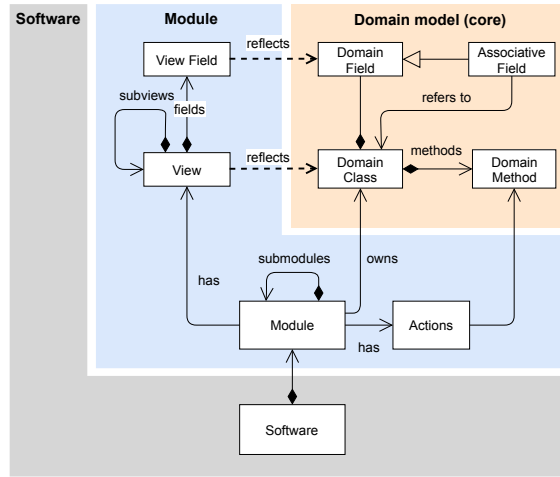 Software
Module
Domain model (core)
View Field
reflects
Domain
Field
Associative
Field
subviews
fields
refers to
View
reflects
Domain
Class
methods
Domain
Method
has
submodules
owns
Module
has
Actions
Software